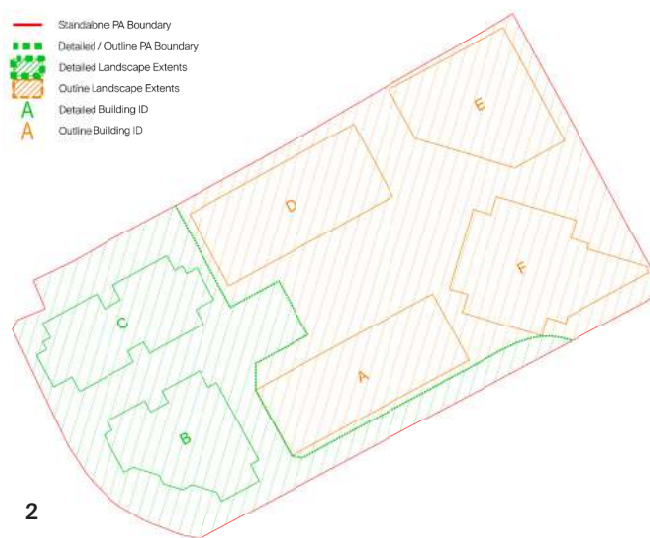 Standalone PA Boundary
Detailed / Outline PA Boundary
Detailed Landscape Extents
Outine Landscape Extents
A Detailed Building ID
A Outline Building ID
E
D
F
C
A
B
2